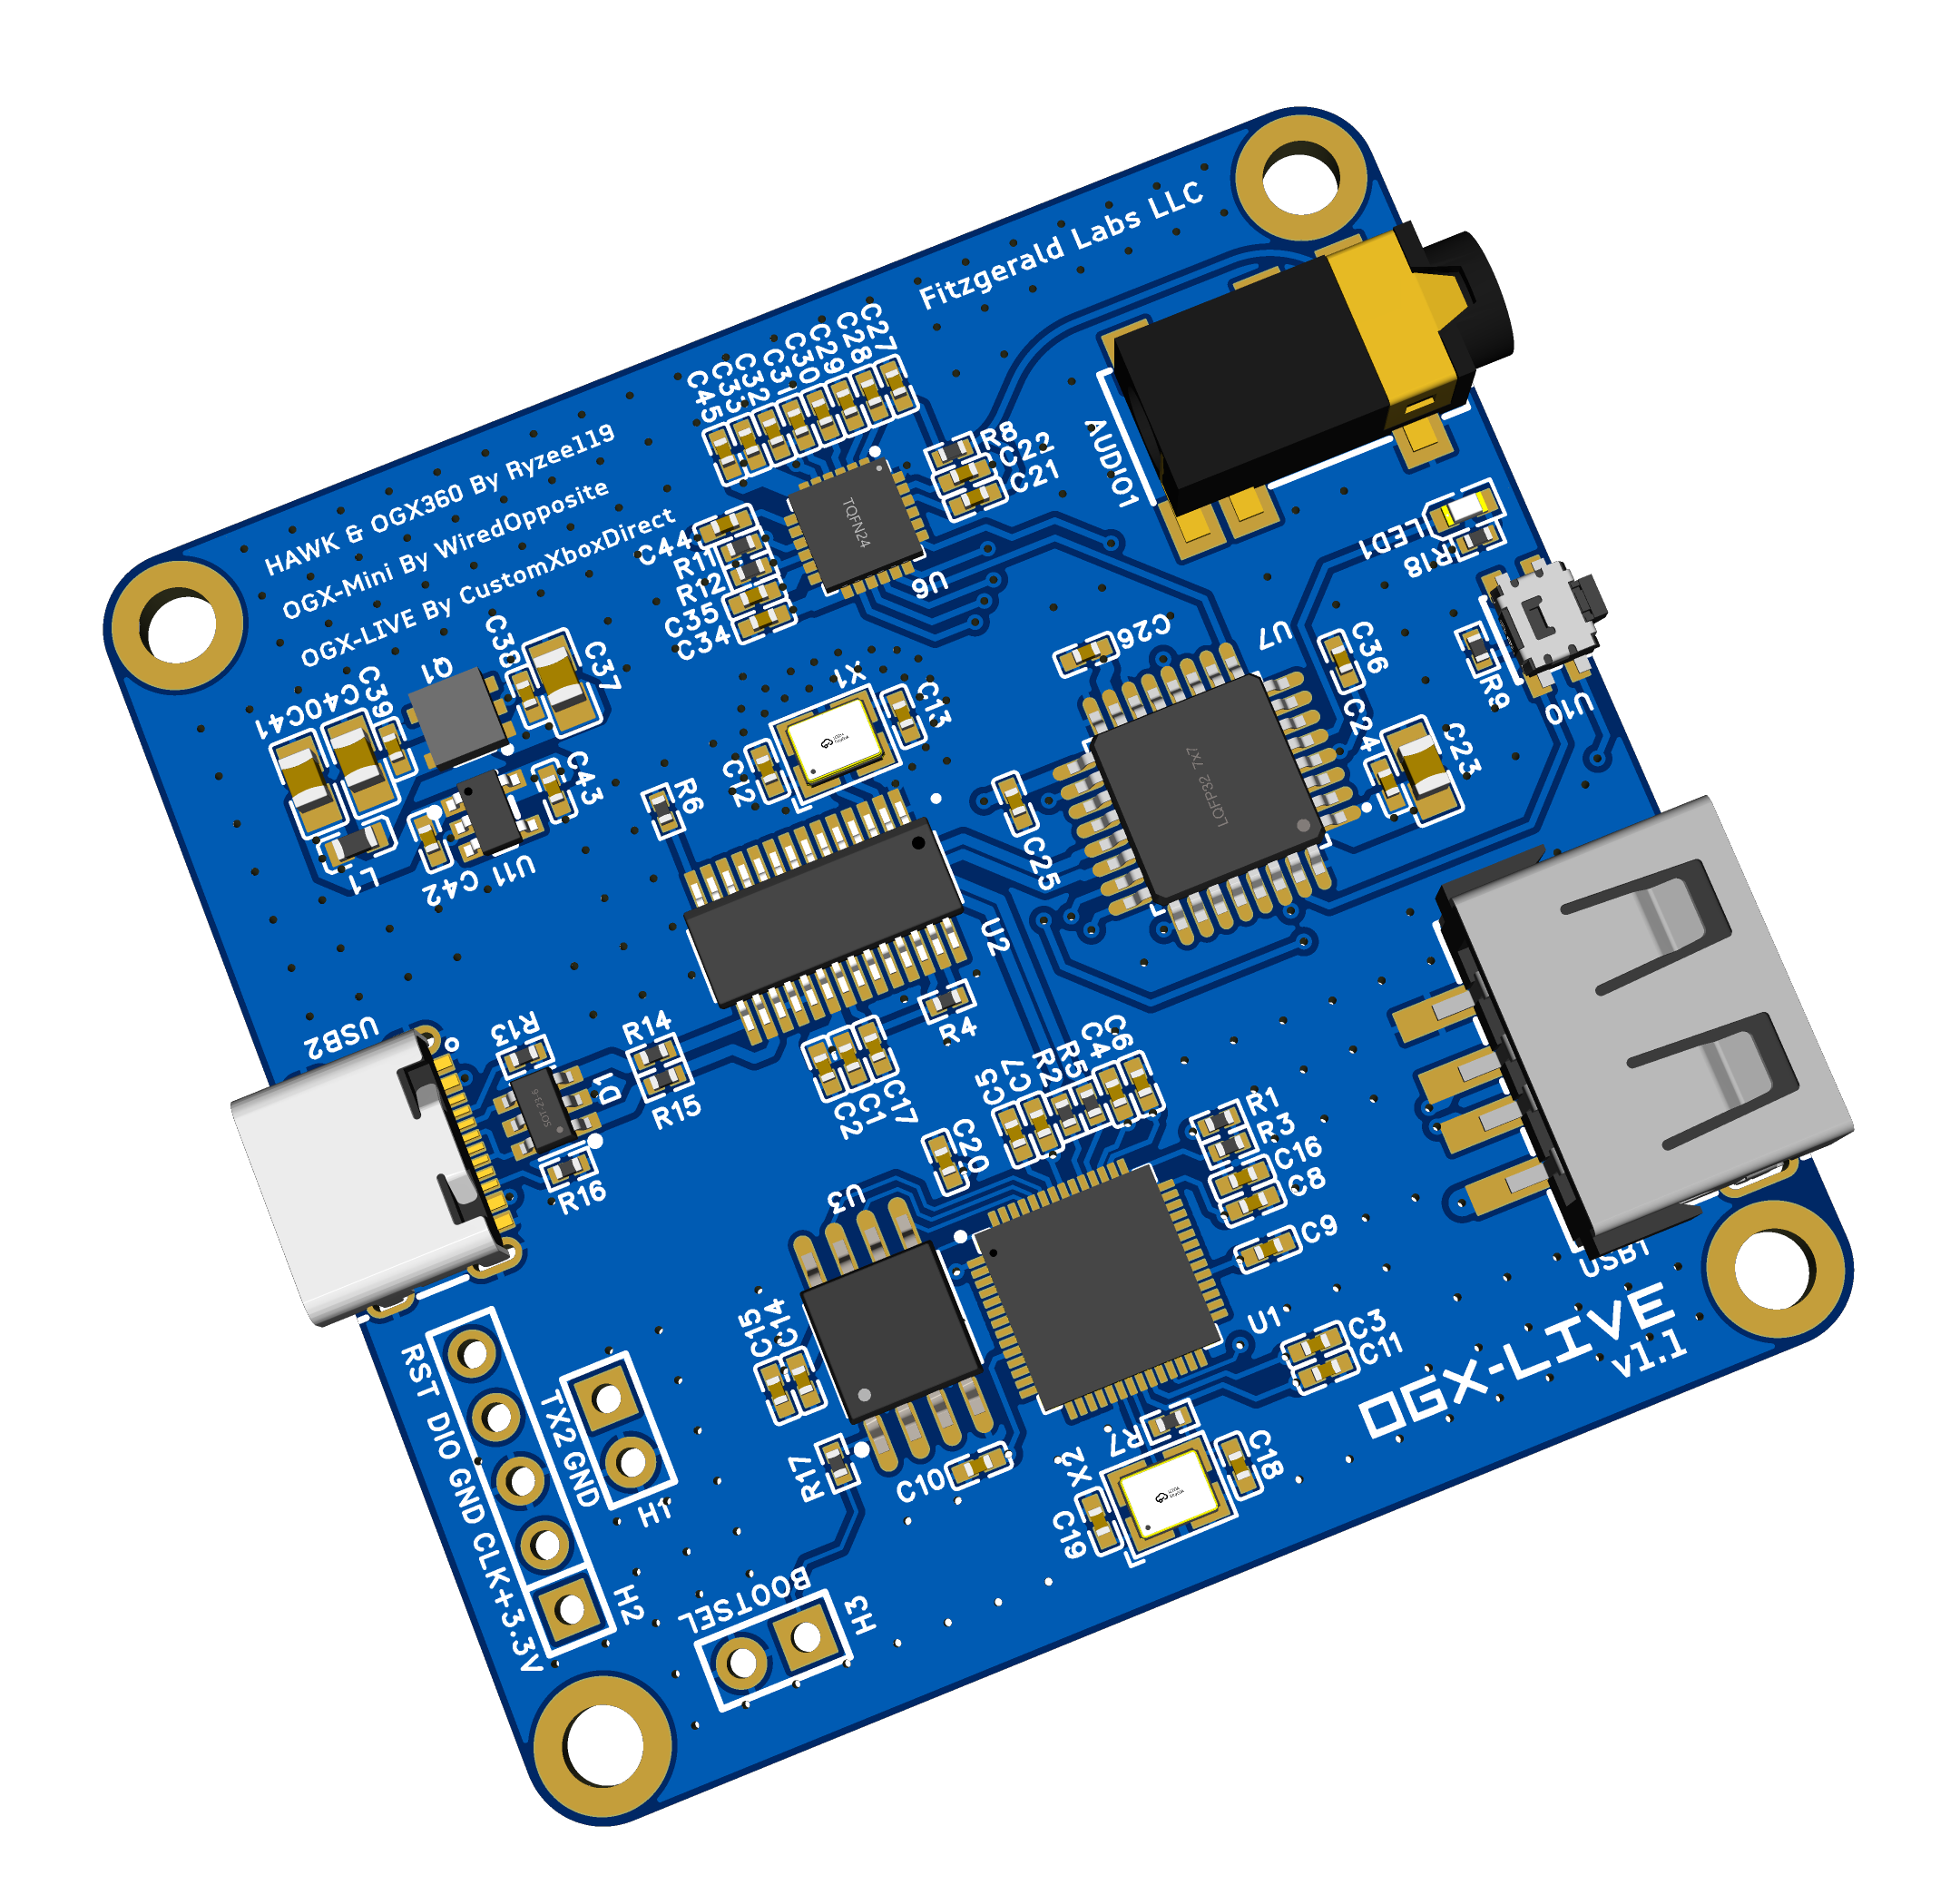 Fitzgerald Labs LLC
HAWK & OGX360 By Ryzee119
OGX-Mini By WiredOpposite
OGX-LIVE By CustomXboxDirect
C45
C33
C32
C31
C30
C29
C28
C27
R8
C22
C21
AUDIO1
C44
R11
R12
C35
C34
TQFN24
U6
LED1
R18
R9
U10
C41
C40
C39
Q1
C38
C37
C43
L1
C42
U11
X1
C12
C13
R6
C26
U7
C36
C24
C23
LQFP32 7x7
C25
U2
R4
USB2
R13
R14
R15
D1
SOT-23-6
R16
C2
C1
C17
C20
C5
C7
R2
R5
C4
C6
R1
R3
C16
C8
C9
U3
U1
C3
C11
USB1
OGX-LIVE
v1.1
C15
C14
R17
C10
R7
X2
C18
C19
RST DIO GND CLK+3.3V
H2
TX2 GND
H1
BOOTSEL
H3